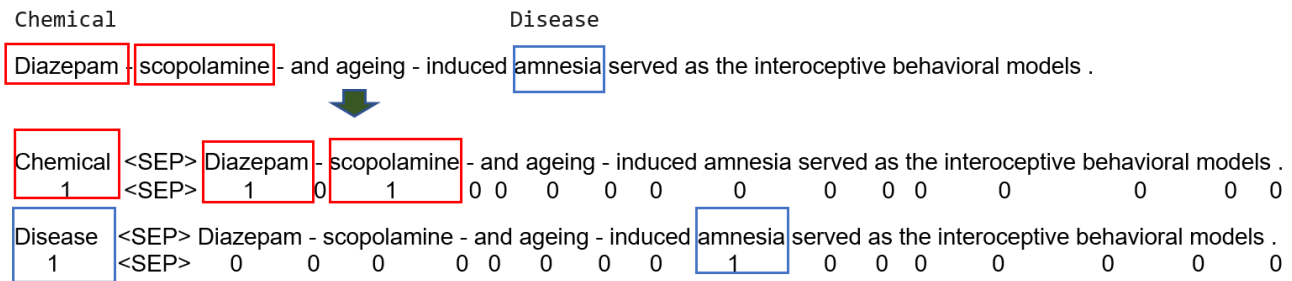 Chemical Disease
Diazepam - scopolamine - and ageing - induced amnesia served as the interoceptive behavioral models .
Chemical <SEP> Diazepam - scopolamine - and ageing - induced amnesia served as the interoceptive behavioral models .
1 <SEP> 1 0 1 0 0 0 0 0 0 0 0 0 0 0 0 0
Disease <SEP> Diazepam - scopolamine - and ageing - induced amnesia served as the interoceptive behavioral models .
1 <SEP> 0 0 0 0 0 0 0 0 1 0 0 0 0 0 0 0